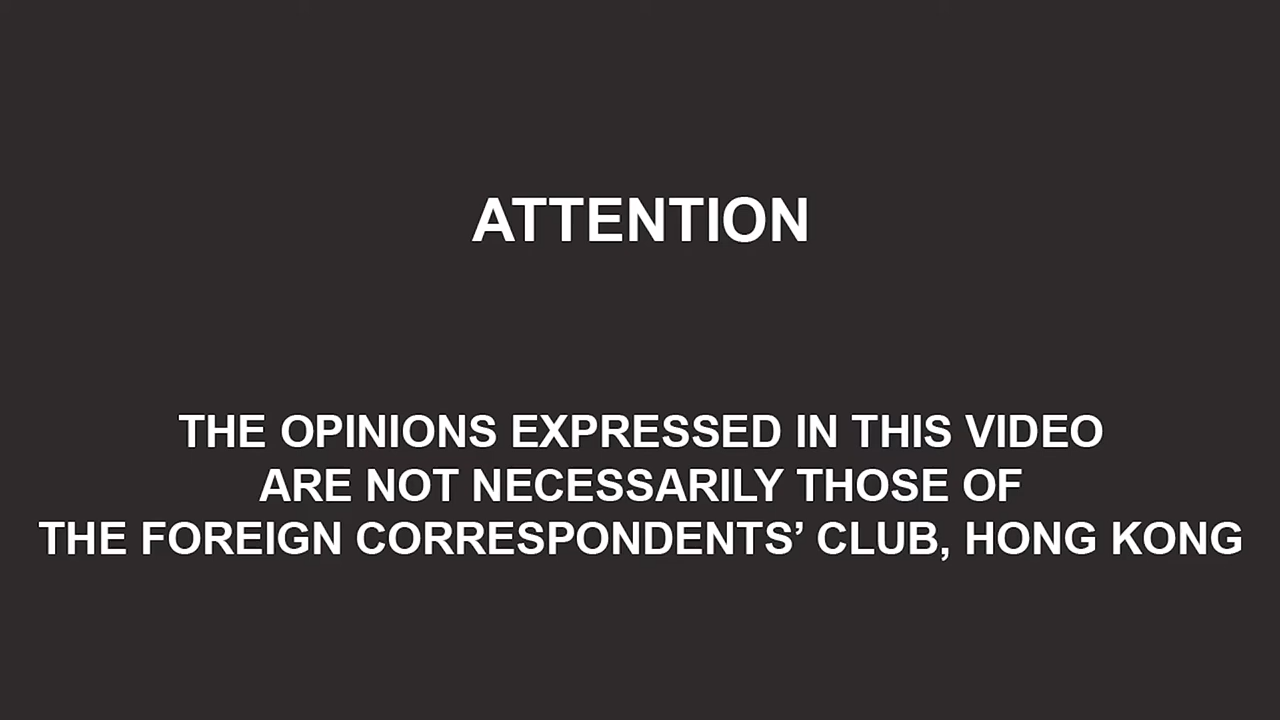 ATTENTION
THE OPINIONS EXPRESSED IN THIS VIDEO
ARE NOT NECESSARILY THOSE OF
THE FOREIGN CORRESPONDENTS’ CLUB, HONG KONG